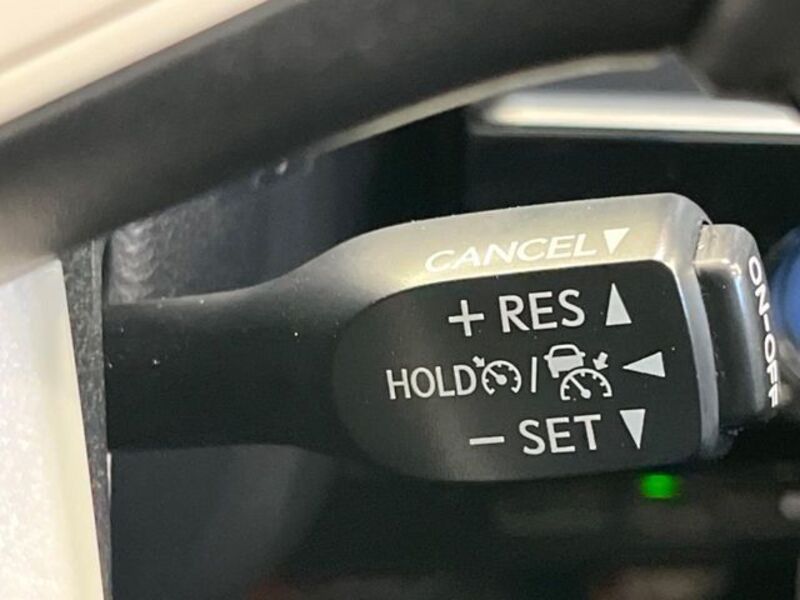 CANCEL▼
+ RES ▲
HOLD / ◀
- SET ▼
ON-OFF